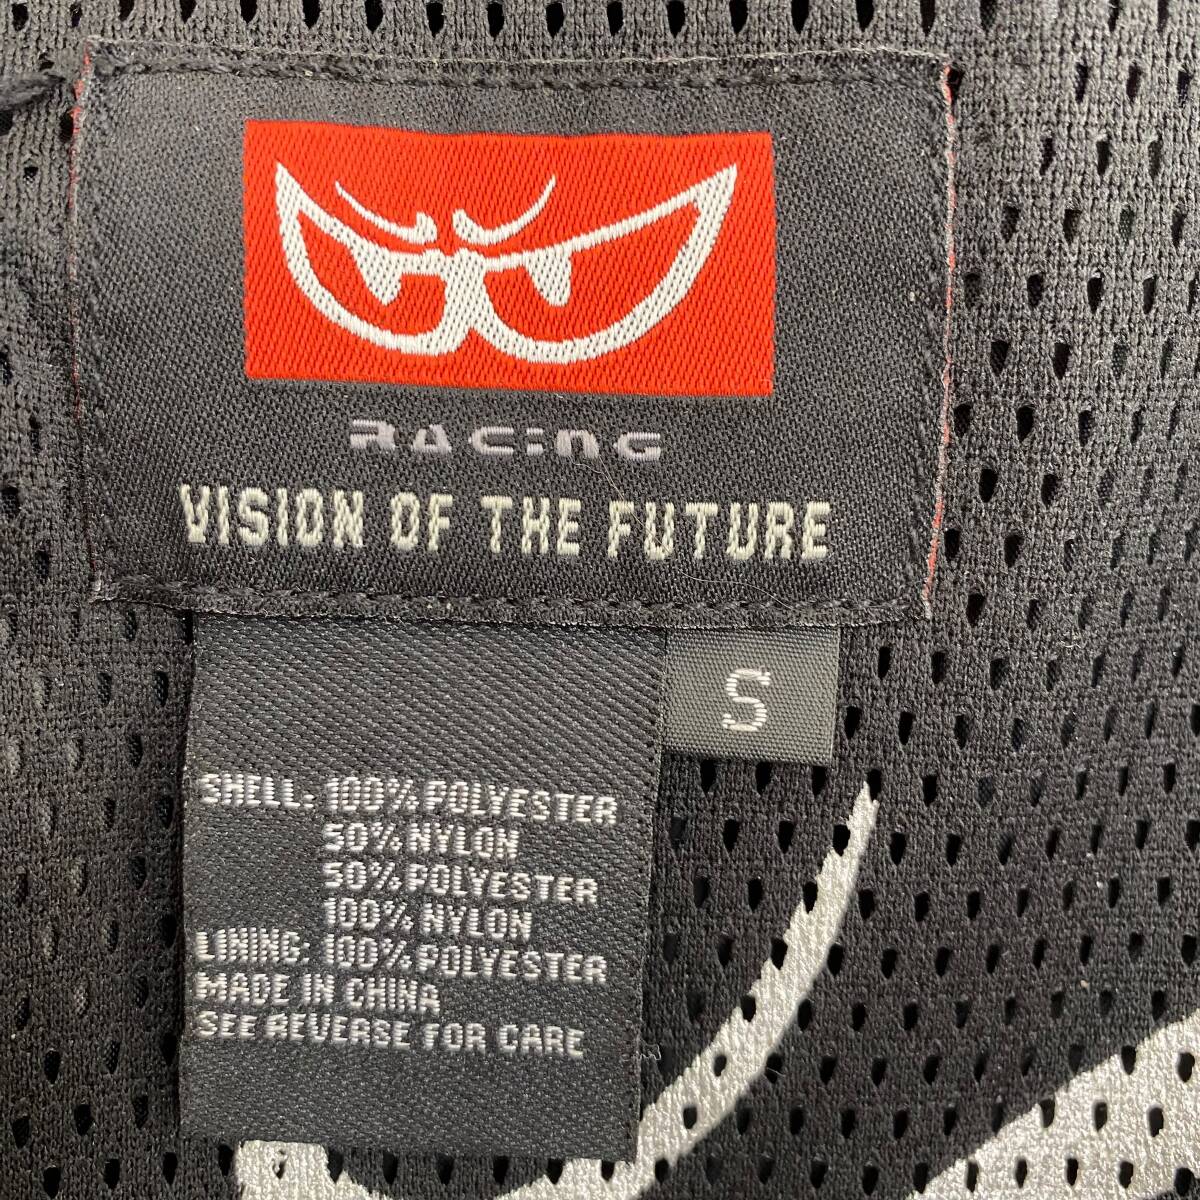 RACING
VISION OF THE FUTURE
S
SHELL: 100% POLYESTER
50% NYLON
50% POLYESTER
100% NYLON
LINING: 100% POLYESTER
MADE IN CHINA
SEE REVERSE FOR CARE